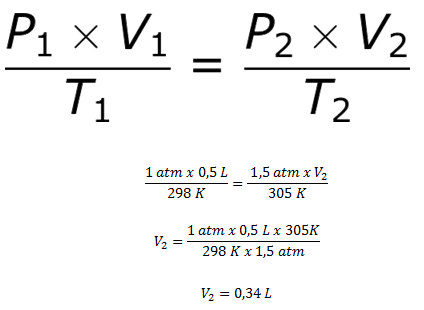 P₁ × V₁ / T₁ = P₂ × V₂ / T₂
1 atm x 0,5 L / 298 K = 1,5 atm x V₂ / 305 K
V₂ = 1 atm x 0,5 L x 305K / 298 K x 1,5 atm
V₂ = 0,34 L